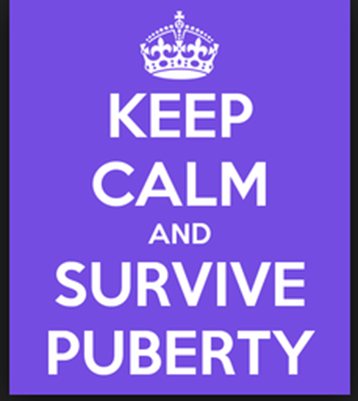 KEEP
CALM
AND
SURVIVE
PUBERTY